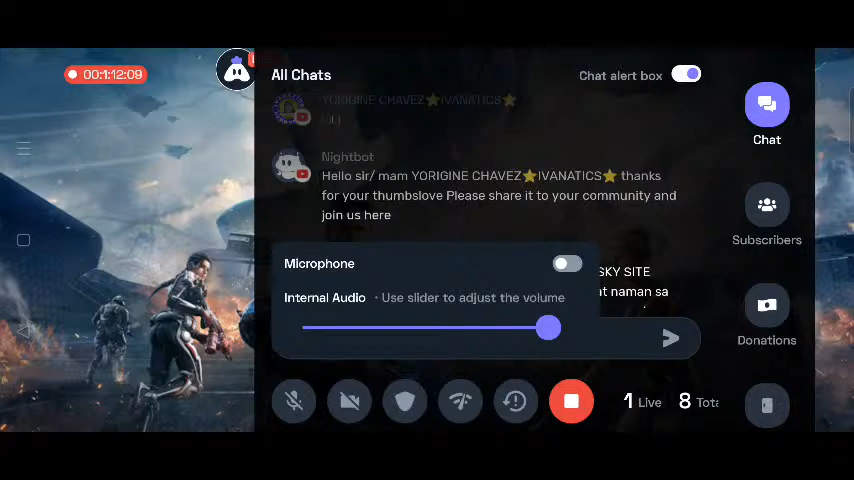 00:1:12:09
All Chats
Chat alert box
YORIGINE CHAVEZ⭐IVANATICS⭐
Chat
Nightbot
Hello sir/ mam YORIGINE CHAVEZ⭐IVANATICS⭐ thanks
for your thumbslove Please share it to your community and
join us here
Subscribers
Microphone
SKY SITE
Internal Audio · Use slider to adjust the volume
at naman sa
Donations
1 Live 8 Tota